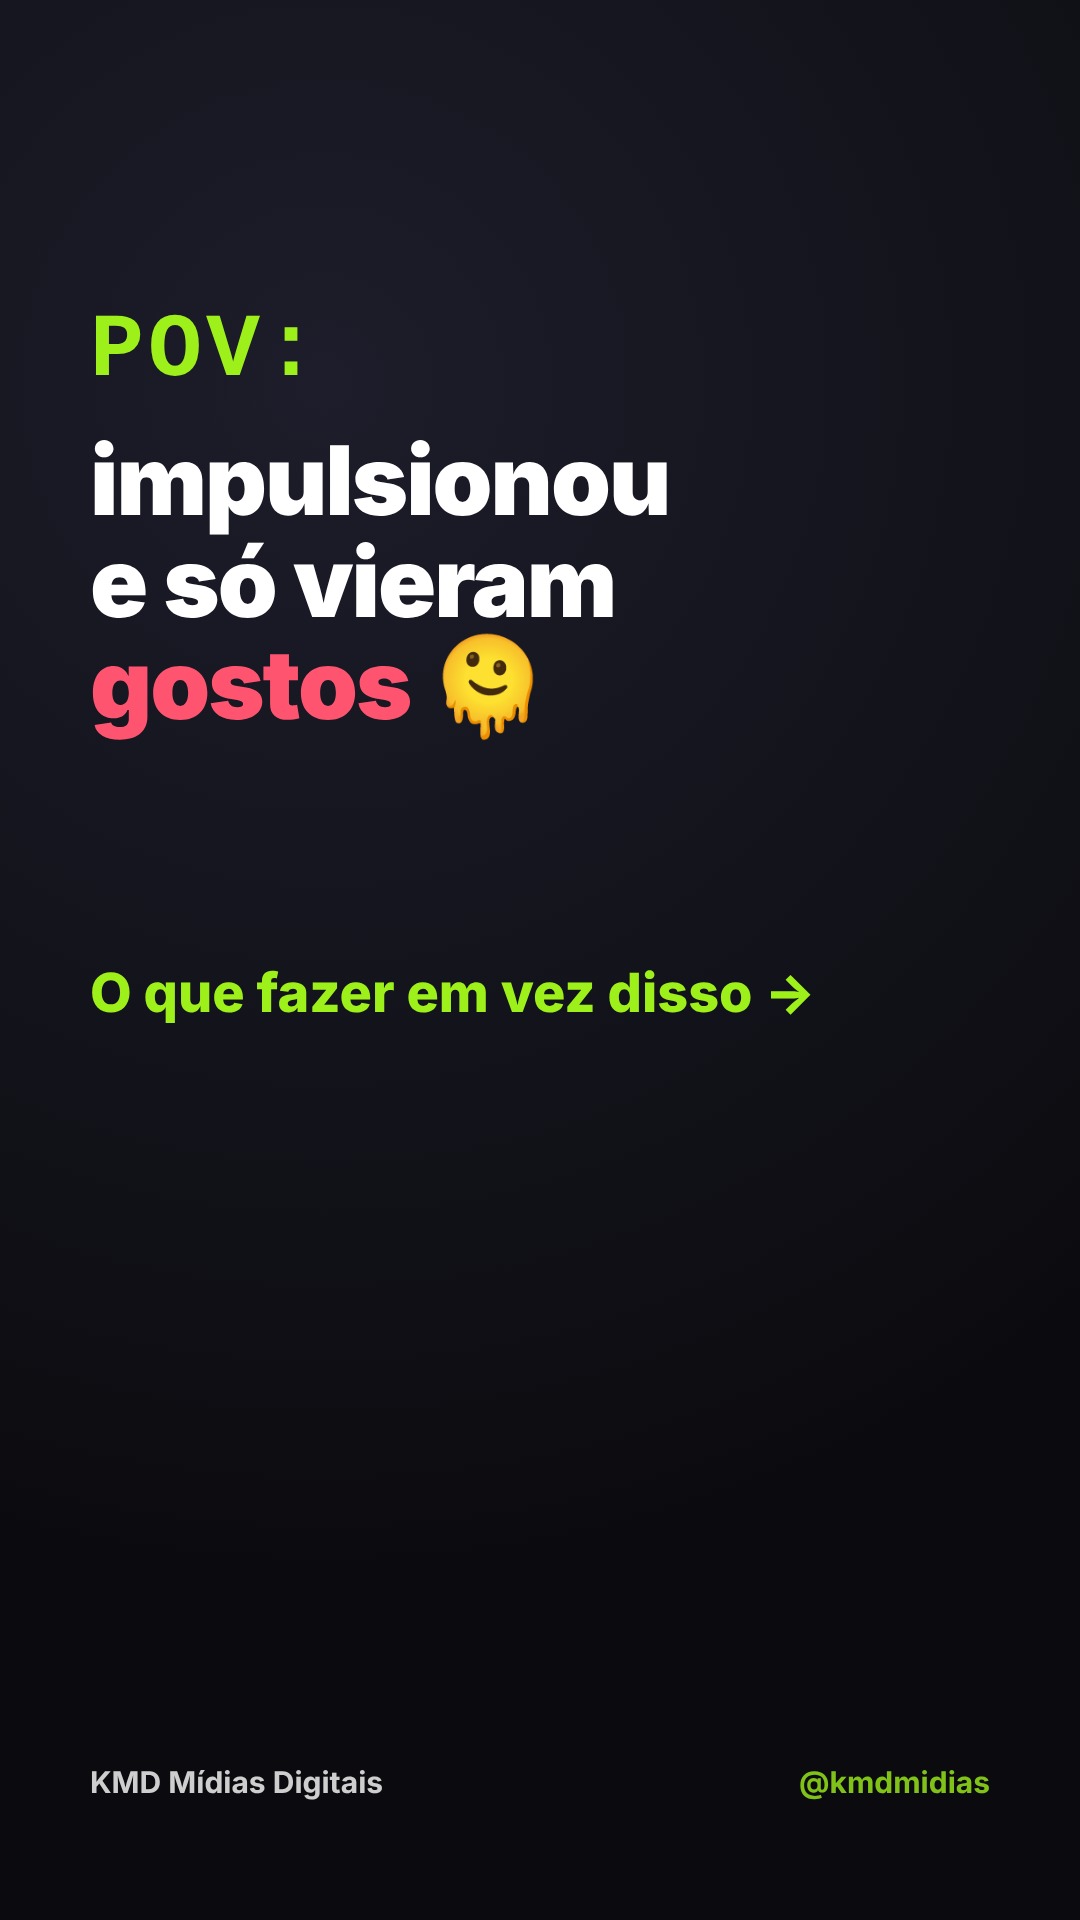 POV:
impulsionou
e só vieram
gostos 🫠
O que fazer em vez disso →
KMD Mídias Digitais
@kmdmidias